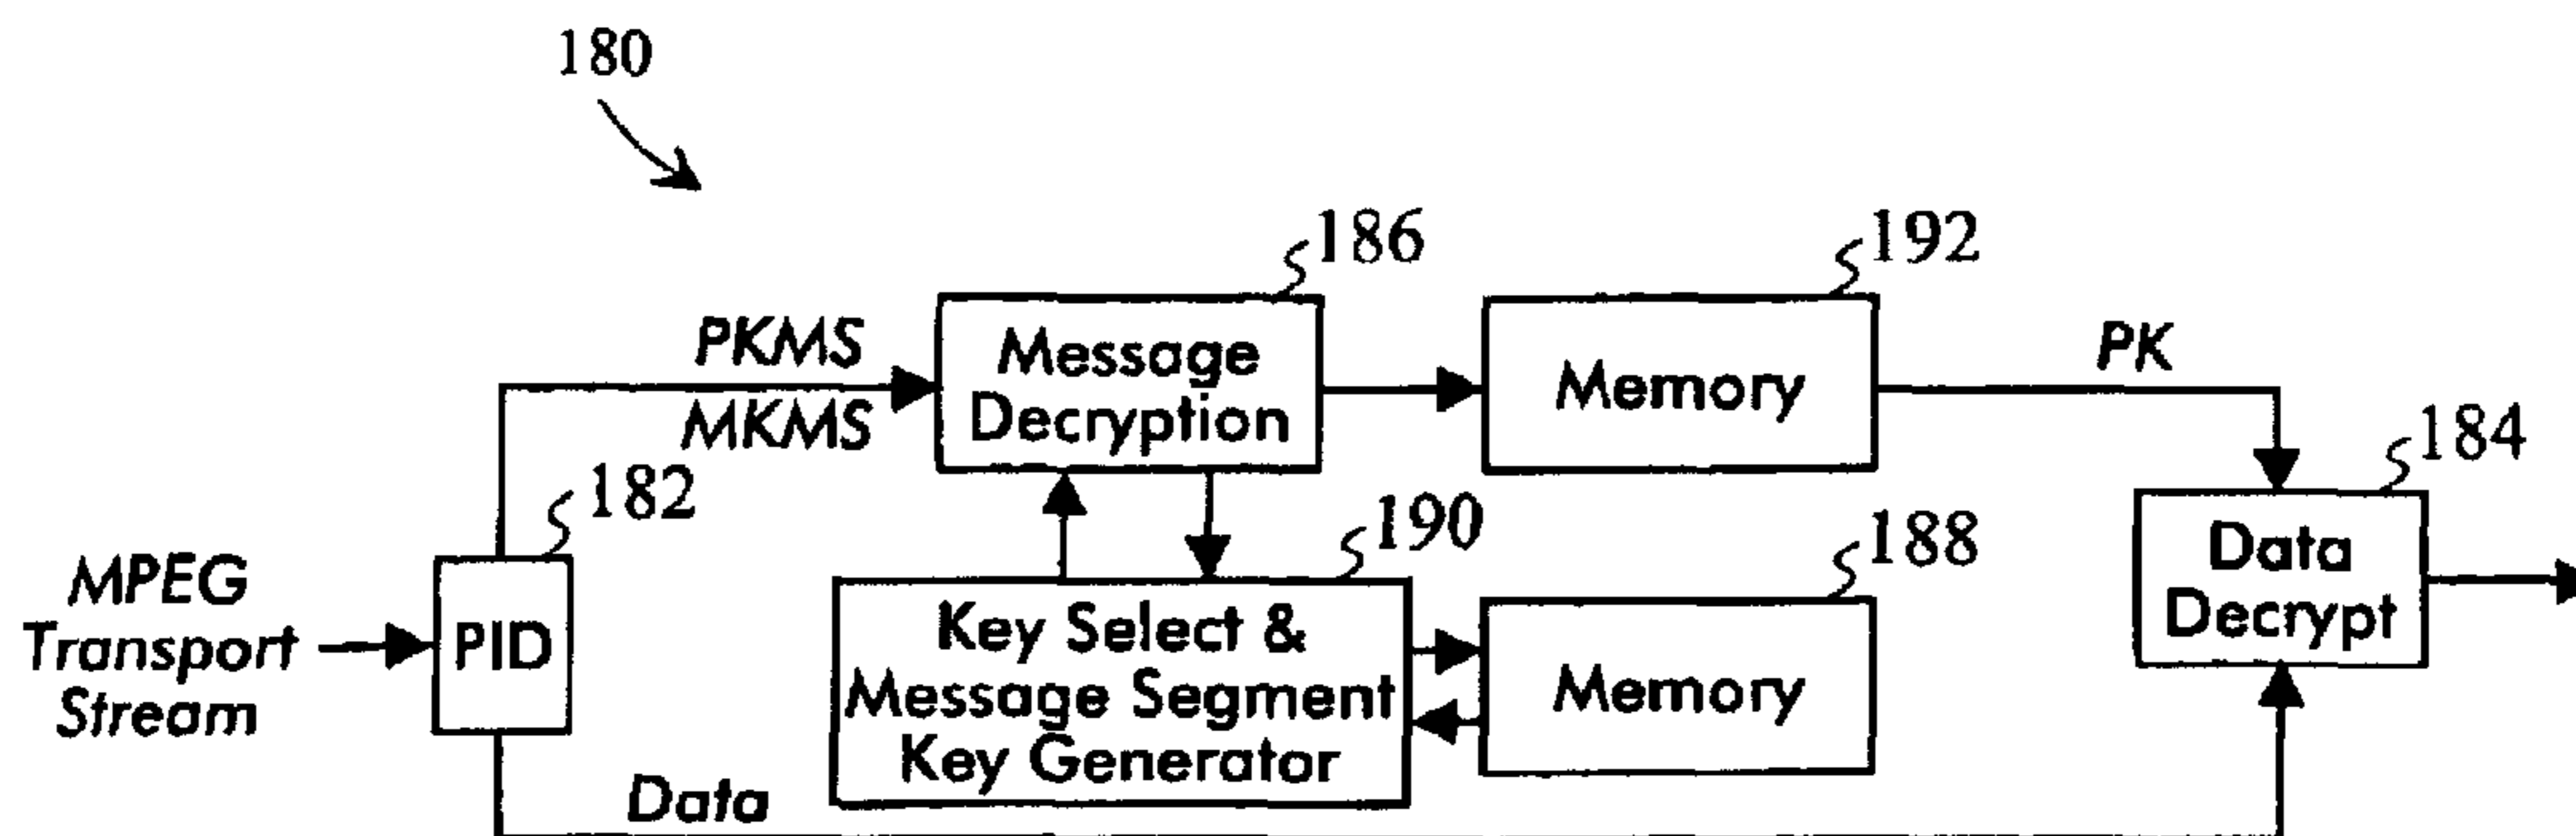 180
186
192
PKMS
MKMS
Message
Decryption
Memory
PK
184
182
190
188
MPEG
Transport
Stream
PID
Key Select &
Message Segment
Key Generator
Memory
Data
Decrypt
Data